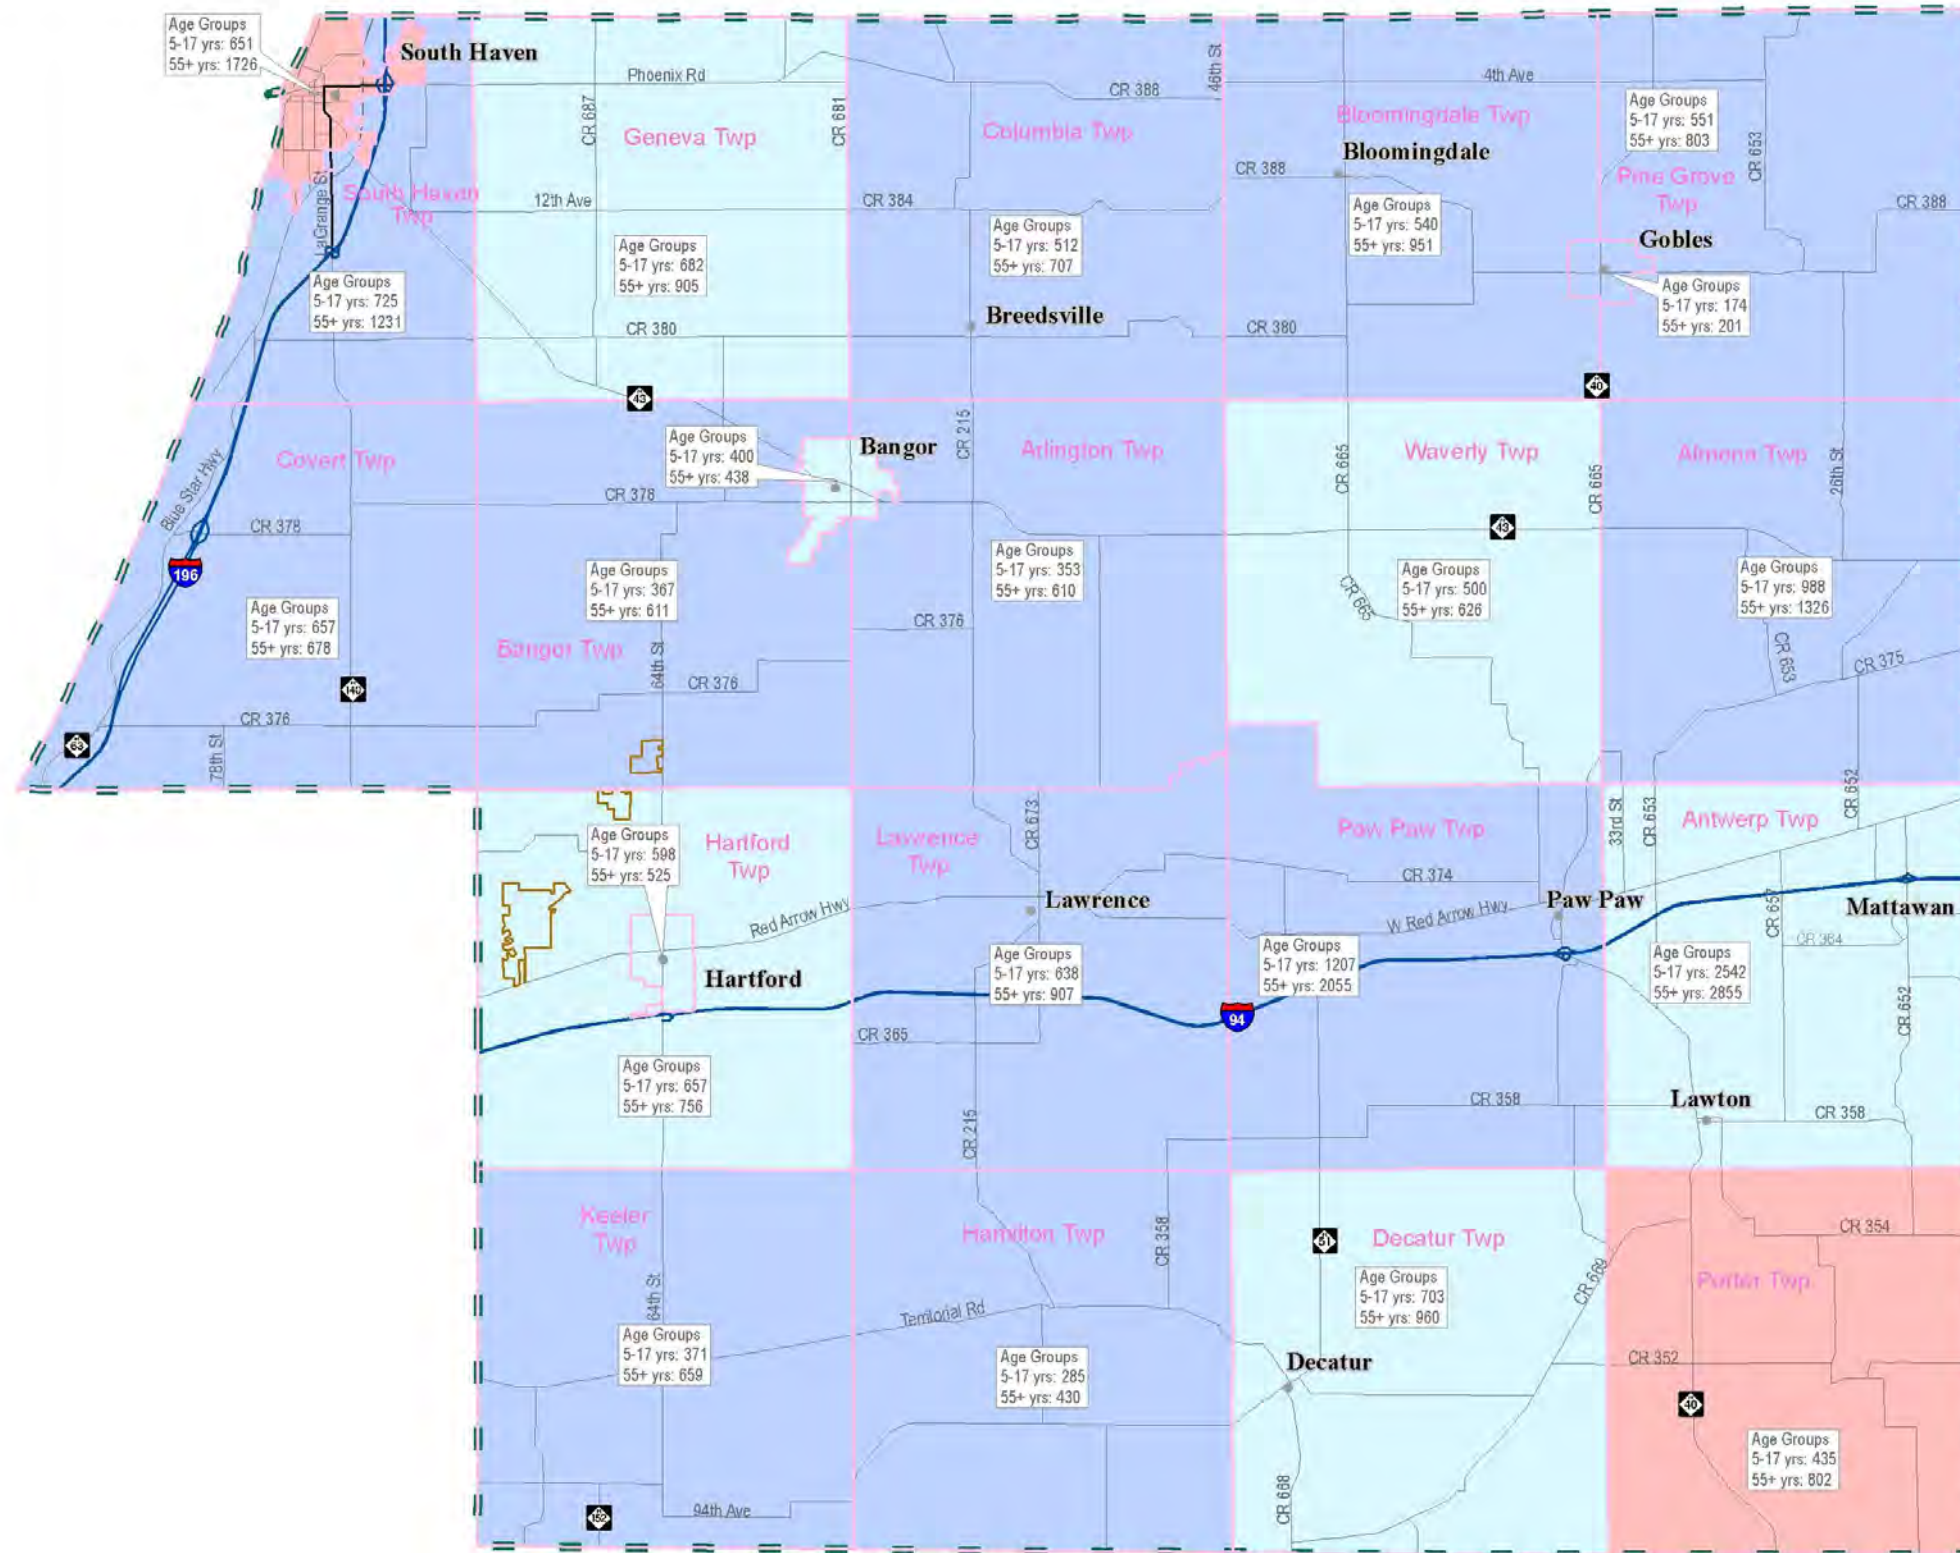 Age Groups
5-17 yrs: 651
55+ yrs: 1726
South Haven
Phoenix Rd
CR 687
CR 681
Geneva Twp
CR 388
46th St
Columbia Twp
4th Ave
Bloomingdale Twp
Bloomingdale
Age Groups
5-17 yrs: 551
55+ yrs: 803
CR 653
CR 388
Pine Grove
Twp
CR 388
LaGrange St
South Haven
Twp
12th Ave
CR 384
Age Groups
5-17 yrs: 540
55+ yrs: 951
Gobles
Age Groups
5-17 yrs: 682
55+ yrs: 905
Age Groups
5-17 yrs: 512
55+ yrs: 707
Age Groups
5-17 yrs: 725
55+ yrs: 1231
Age Groups
5-17 yrs: 174
55+ yrs: 201
Breedsville
CR 380
CR 380
43
40
Covert Twp
Age Groups
5-17 yrs: 400
55+ yrs: 438
Bangor
CR 215
Arlington Twp
CR 665
Waverly Twp
CR 665
Almena Twp
26th St
Blue Star Hwy
CR 378
CR 378
43
196
Age Groups
5-17 yrs: 367
55+ yrs: 611
Age Groups
5-17 yrs: 353
55+ yrs: 610
CR 665
Age Groups
5-17 yrs: 500
55+ yrs: 626
Age Groups
5-17 yrs: 988
55+ yrs: 1326
Age Groups
5-17 yrs: 657
55+ yrs: 678
Bangor Twp
64th St
CR 376
CR 376
CR 653
CR 375
140
CR 376
63
78th St
CR 652
Age Groups
5-17 yrs: 598
55+ yrs: 525
Hartford
Twp
Lawrence
Twp
CR 673
Paw Paw Twp
33rd St
CR 653
Antwerp Twp
CR 374
Red Arrow Hwy
Lawrence
W Red Arrow Hwy
Paw Paw
CR 657
Mattawan
CR 364
Hartford
Age Groups
5-17 yrs: 638
55+ yrs: 907
Age Groups
5-17 yrs: 1207
55+ yrs: 2055
Age Groups
5-17 yrs: 2542
55+ yrs: 2855
94
CR 652
CR 365
Age Groups
5-17 yrs: 657
55+ yrs: 756
CR 215
CR 358
Lawton
CR 358
Keeler
Twp
Hamilton Twp
CR 358
51
Decatur Twp
CR 669
CR 354
Porter Twp
64th St
Territorial Rd
Age Groups
5-17 yrs: 703
55+ yrs: 960
Age Groups
5-17 yrs: 371
55+ yrs: 659
Age Groups
5-17 yrs: 285
55+ yrs: 430
Decatur
CR 352
40
Age Groups
5-17 yrs: 435
55+ yrs: 802
CR 668
152
94th Ave